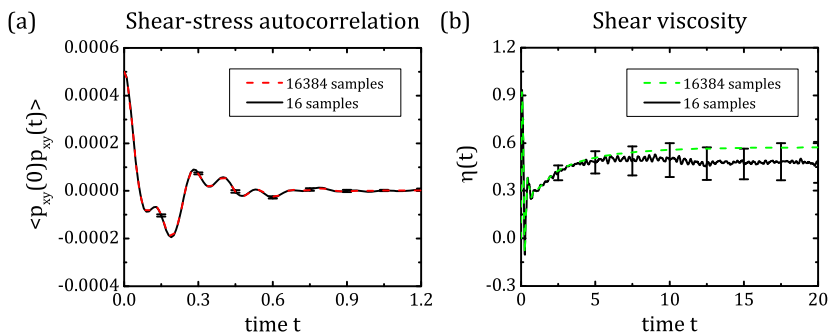 (a) Shear-stress autocorrelation
0.0006
0.0004
0.0002
0.0000
-0.0002
-0.0004
<p_xy(0)p_xy(t)>
16384 samples
16 samples
0.0 0.3 0.6 0.9 1.2
time t
(b) Shear viscosity
1.2
0.9
0.6
0.3
0.0
-0.3
η(t)
16384 samples
16 samples
0 5 10 15 20
time t